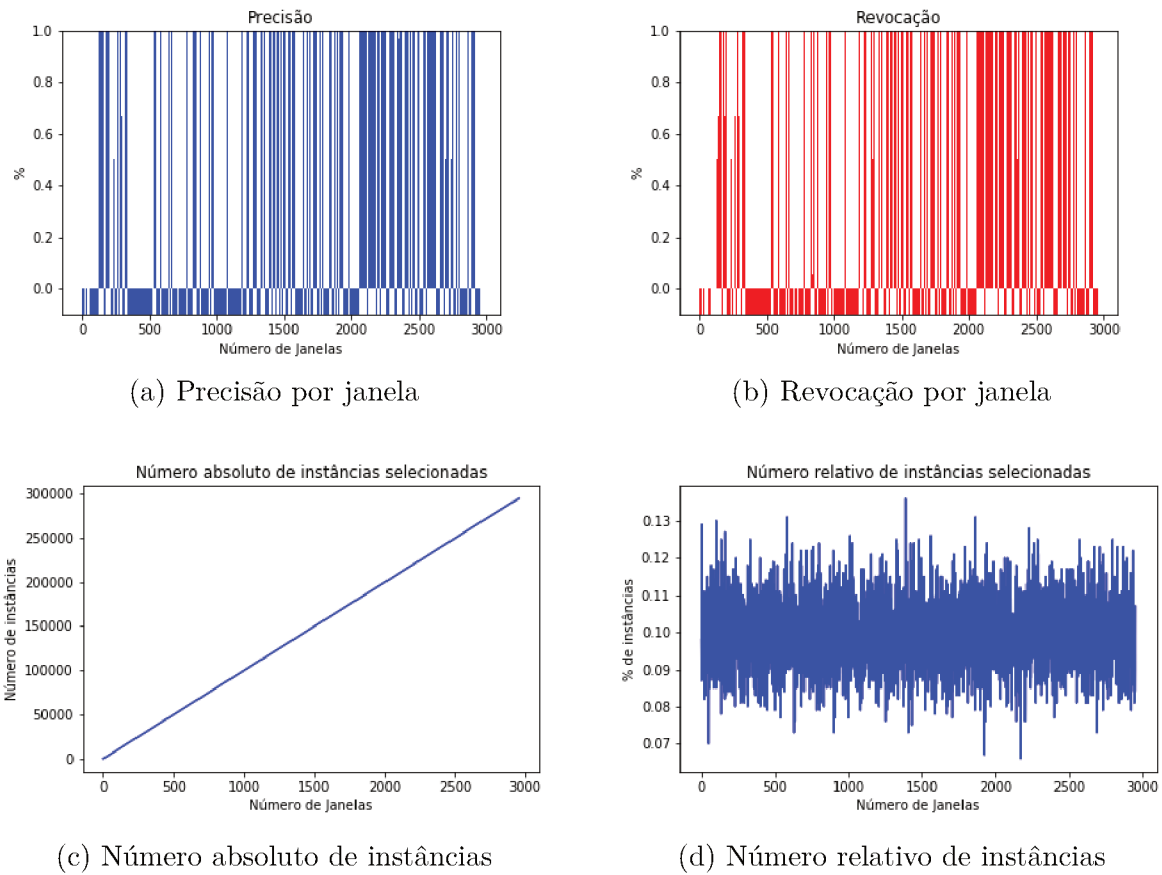 Precisão
1.0
0.8
0.6
0.4
0.2
0.0
%
0 500 1000 1500 2000 2500 3000
Número de Janelas
(a) Precisão por janela
Revocação
1.0
0.8
0.6
0.4
0.2
0.0
%
0 500 1000 1500 2000 2500 3000
Número de Janelas
(b) Revocação por janela
Número absoluto de instâncias selecionadas
300000
250000
200000
150000
100000
50000
0
Número de instâncias
0 500 1000 1500 2000 2500 3000
Número de Janelas
(c) Número absoluto de instâncias
Número relativo de instâncias selecionadas
0.13
0.12
0.11
0.10
0.09
0.08
0.07
% de instâncias
0 500 1000 1500 2000 2500 3000
Número de Janelas
(d) Número relativo de instâncias